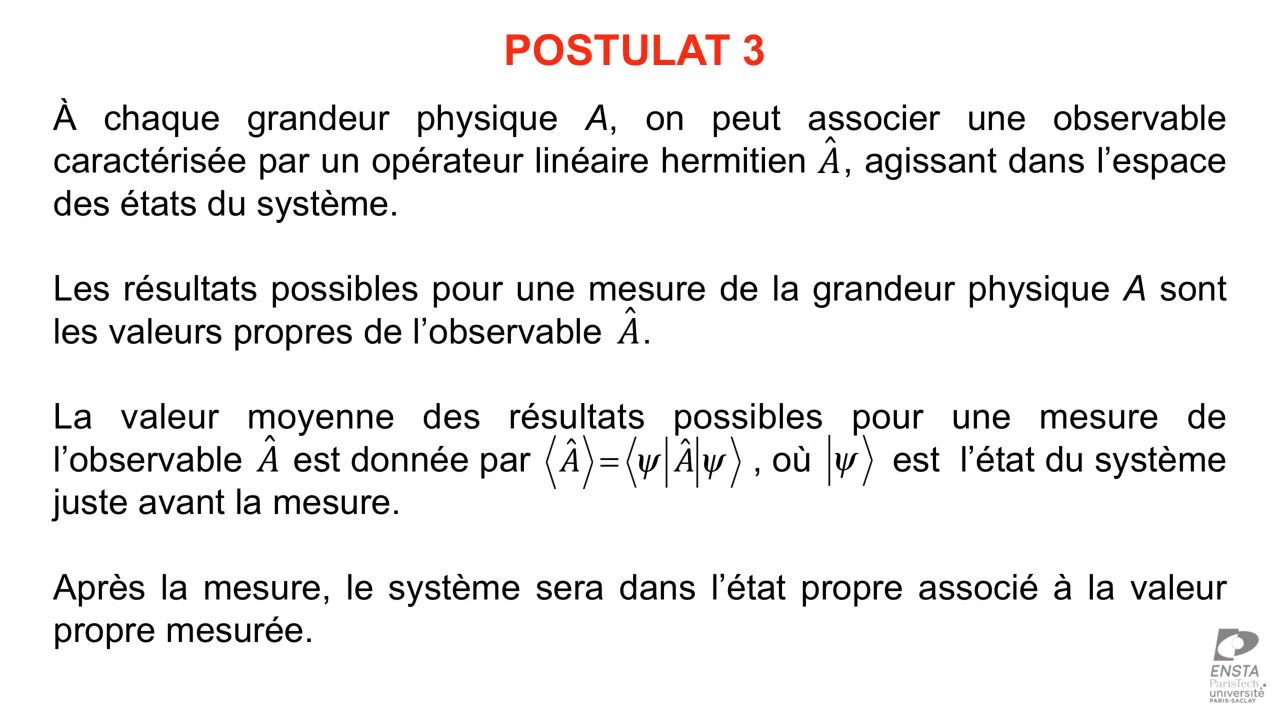 POSTULAT 3
À chaque grandeur physique A, on peut associer une observable
caractérisée par un opérateur linéaire hermitien Â, agissant dans l’espace
des états du système.
Les résultats possibles pour une mesure de la grandeur physique A sont
les valeurs propres de l’observable Â.
La valeur moyenne des résultats possibles pour une mesure de
l’observable Â est donnée par ⟨Â⟩=⟨ψ|Â|ψ⟩ , où |ψ⟩ est l’état du système
juste avant la mesure.
Après la mesure, le système sera dans l’état propre associé à la valeur
propre mesurée.
ENSTA
ParisTech
université
PARIS-SACLAY